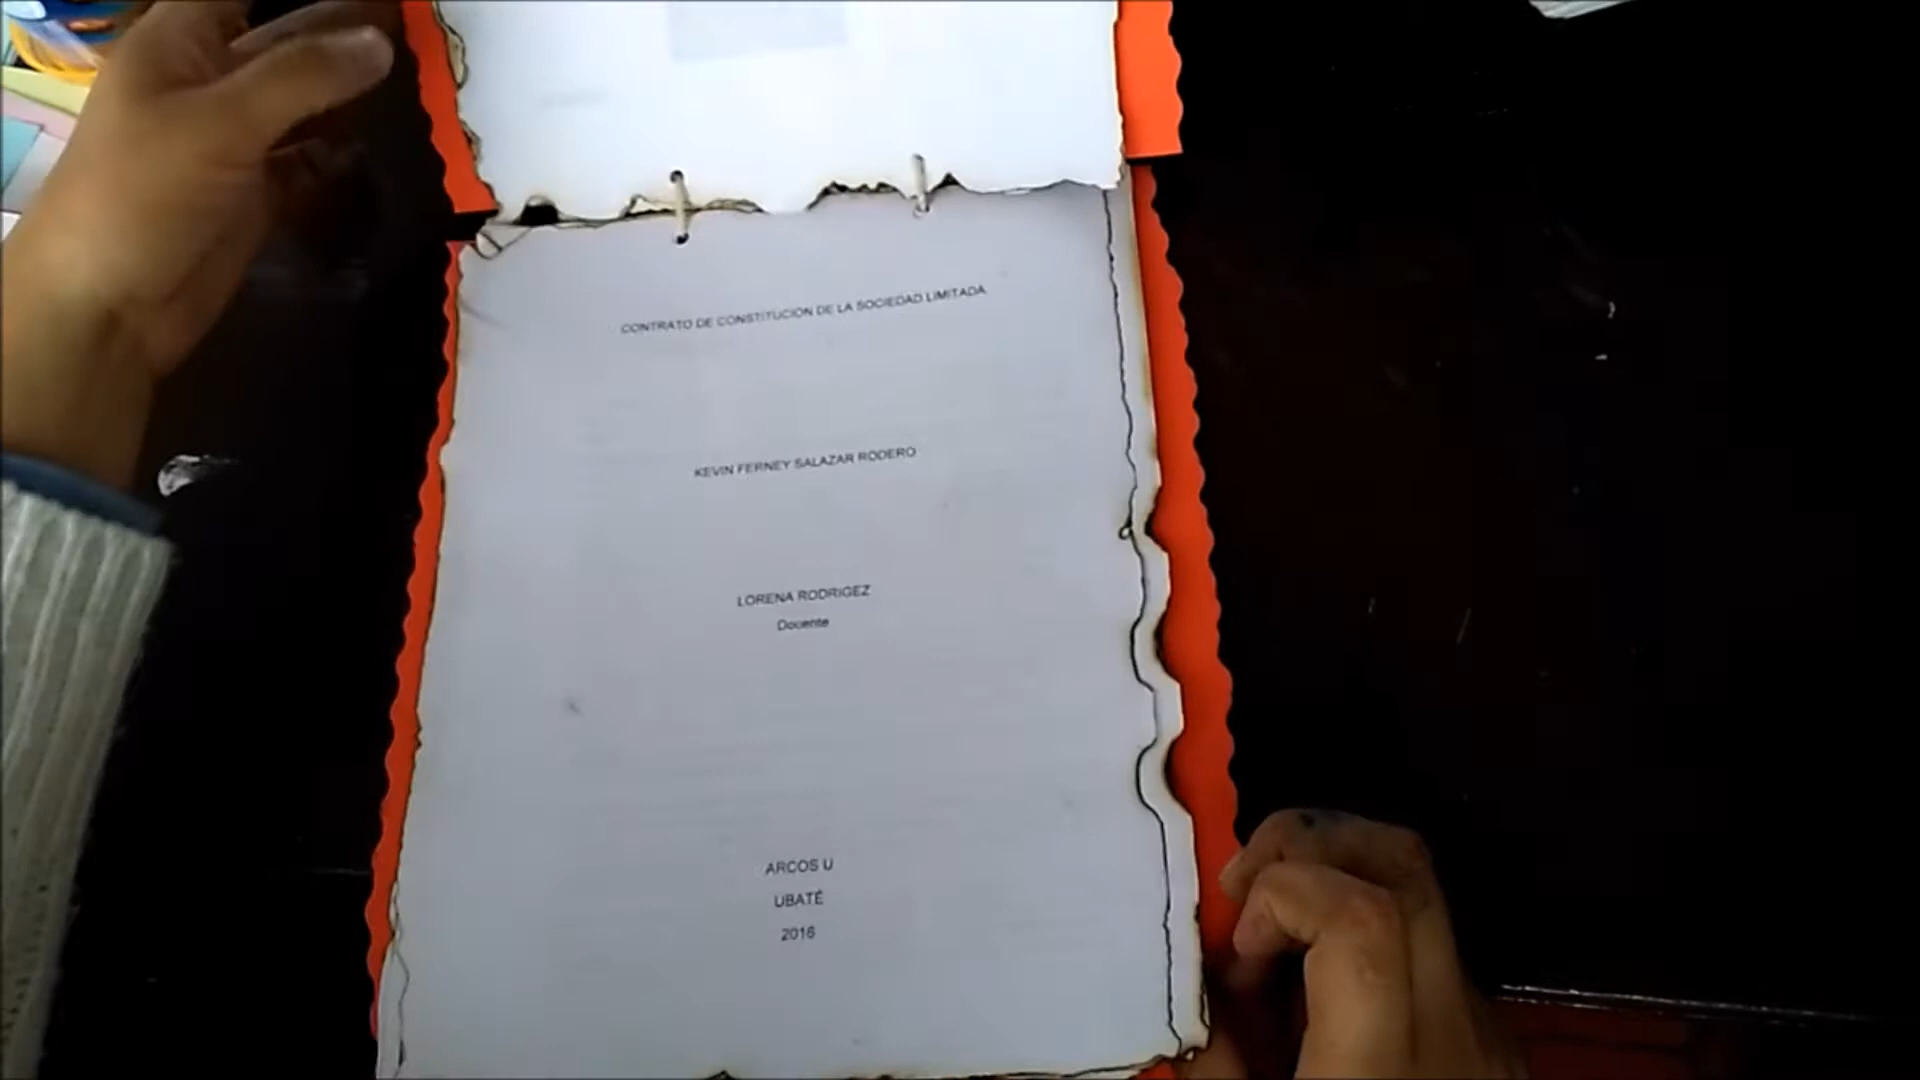 CONTRATO DE CONSTITUCION DE LA SOCIEDAD LIMITADA
KEVIN FERNEY SALAZAR RODERO
LORENA RODRIGEZ
Docente
ARCOS U
UBATÉ
2016